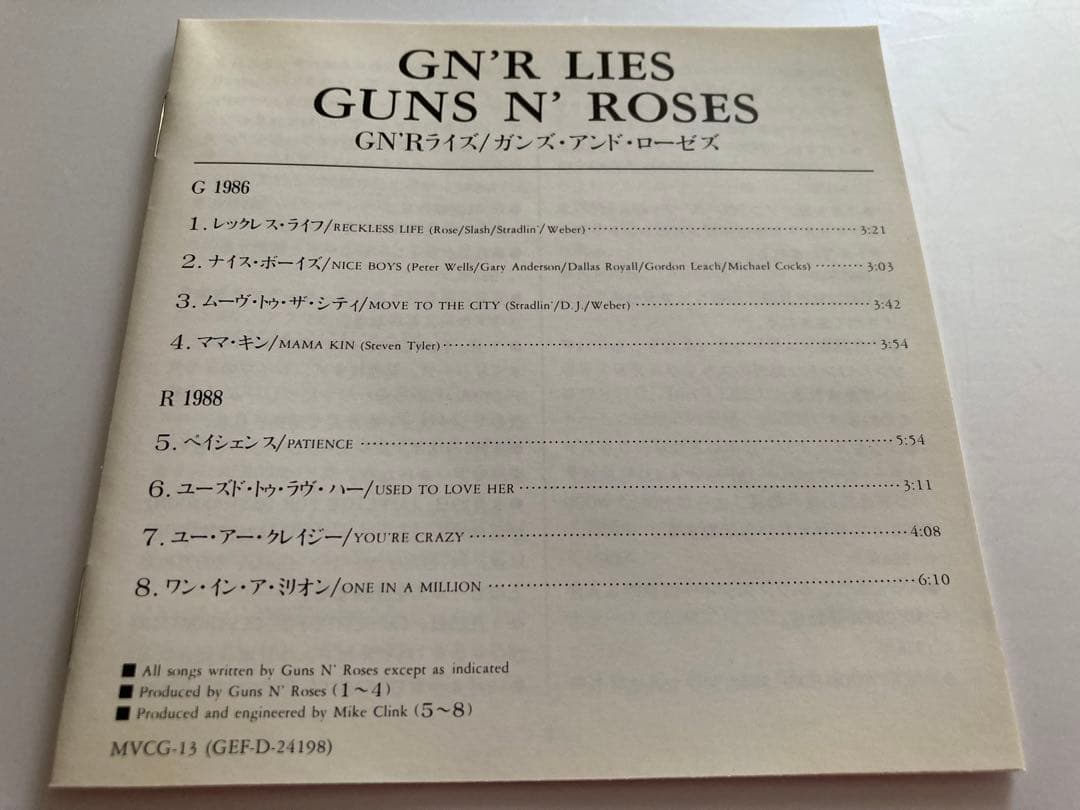 GN'R LIES
GUNS N' ROSES
GN'Rライズ/ガンズ・アンド・ローゼズ
G 1986
1. レックレス・ライフ/RECKLESS LIFE (Rose/Slash/Stradlin'/Weber) 3:21
2. ナイス・ボーイズ/NICE BOYS (Peter Wells/Gary Anderson/Dallas Royall/Gordon Leach/Michael Cocks) 3:03
3. ムーヴ・トゥ・ザ・シティ/MOVE TO THE CITY (Stradlin'/D.J./Weber) 3:42
4. ママ・キン/MAMA KIN (Steven Tyler) 3:54
R 1988
5. ペイシェンス/PATIENCE 5:54
6. ユーズド・トゥ・ラヴ・ハー/USED TO LOVE HER 3:11
7. ユー・アー・クレイジー/YOU'RE CRAZY 4:08
8. ワン・イン・ア・ミリオン/ONE IN A MILLION 6:10
■ All songs written by Guns N' Roses except as indicated
■ Produced by Guns N' Roses (1〜4)
■ Produced and engineered by Mike Clink (5〜8)
MVCG-13 (GEF-D-24198)